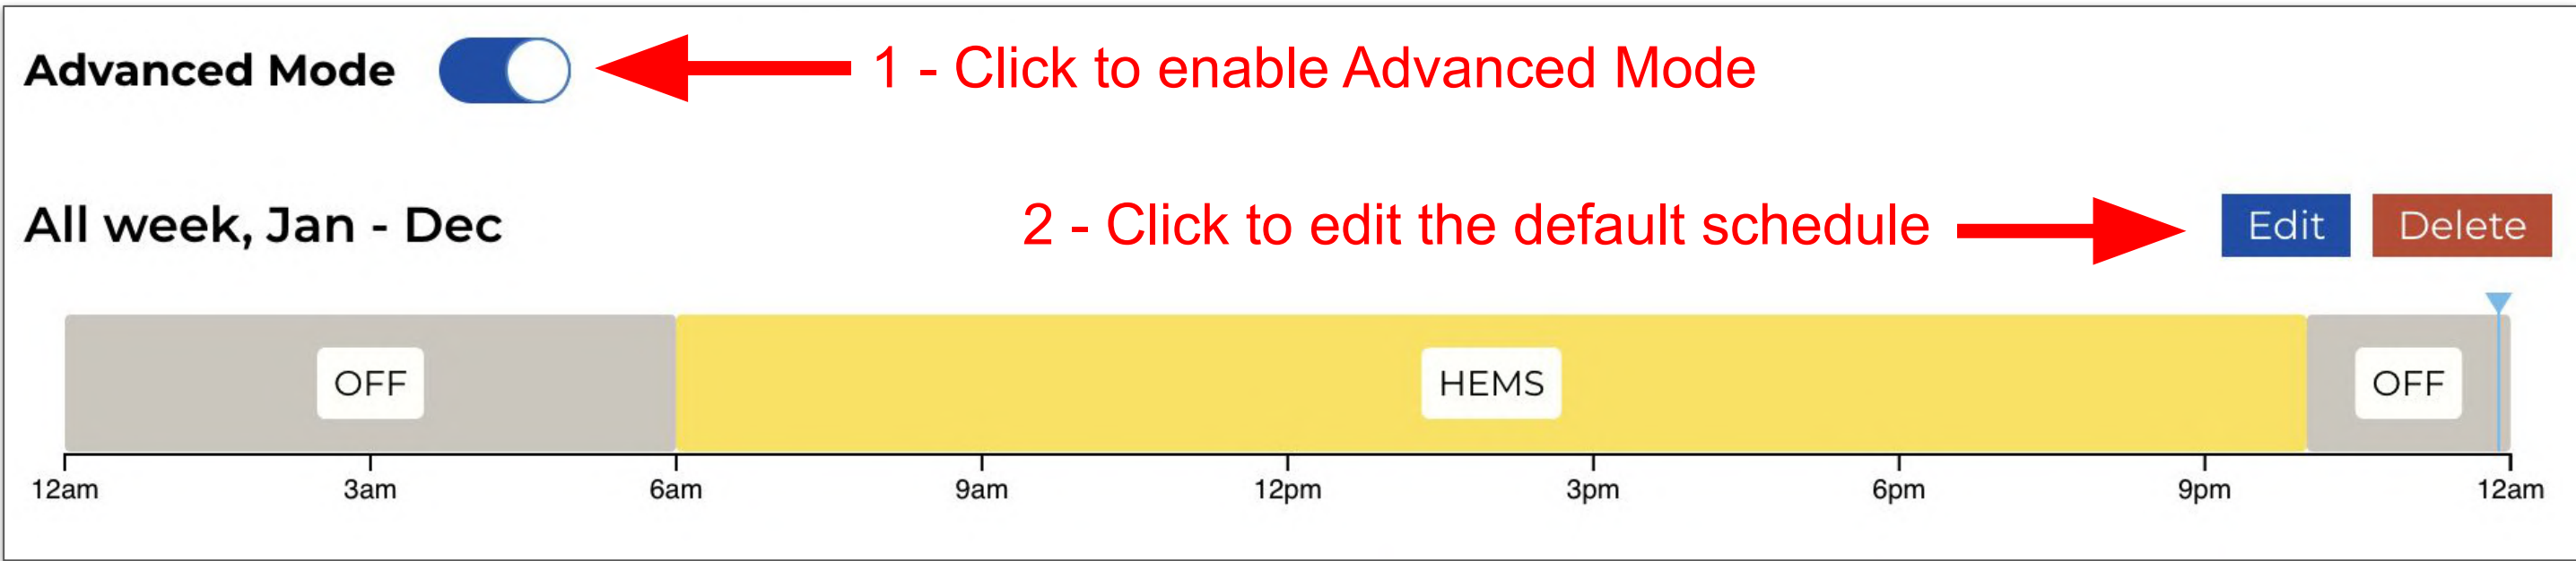 Advanced Mode
1 - Click to enable Advanced Mode
All week, Jan - Dec
2 - Click to edit the default schedule
Edit
Delete
OFF
HEMS
OFF
12am
3am
6am
9am
12pm
3pm
6pm
9pm
12am